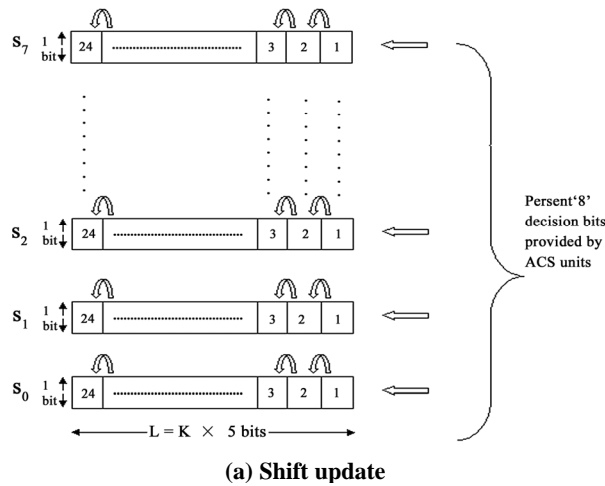 S7 1 bit 24 3 2 1
S2 1 bit 24 3 2 1
Persent‘8’
decision bits
provided by
ACS units
S1 1 bit 24 3 2 1
S0 1 bit 24 3 2 1
L = K × 5 bits
(a) Shift update